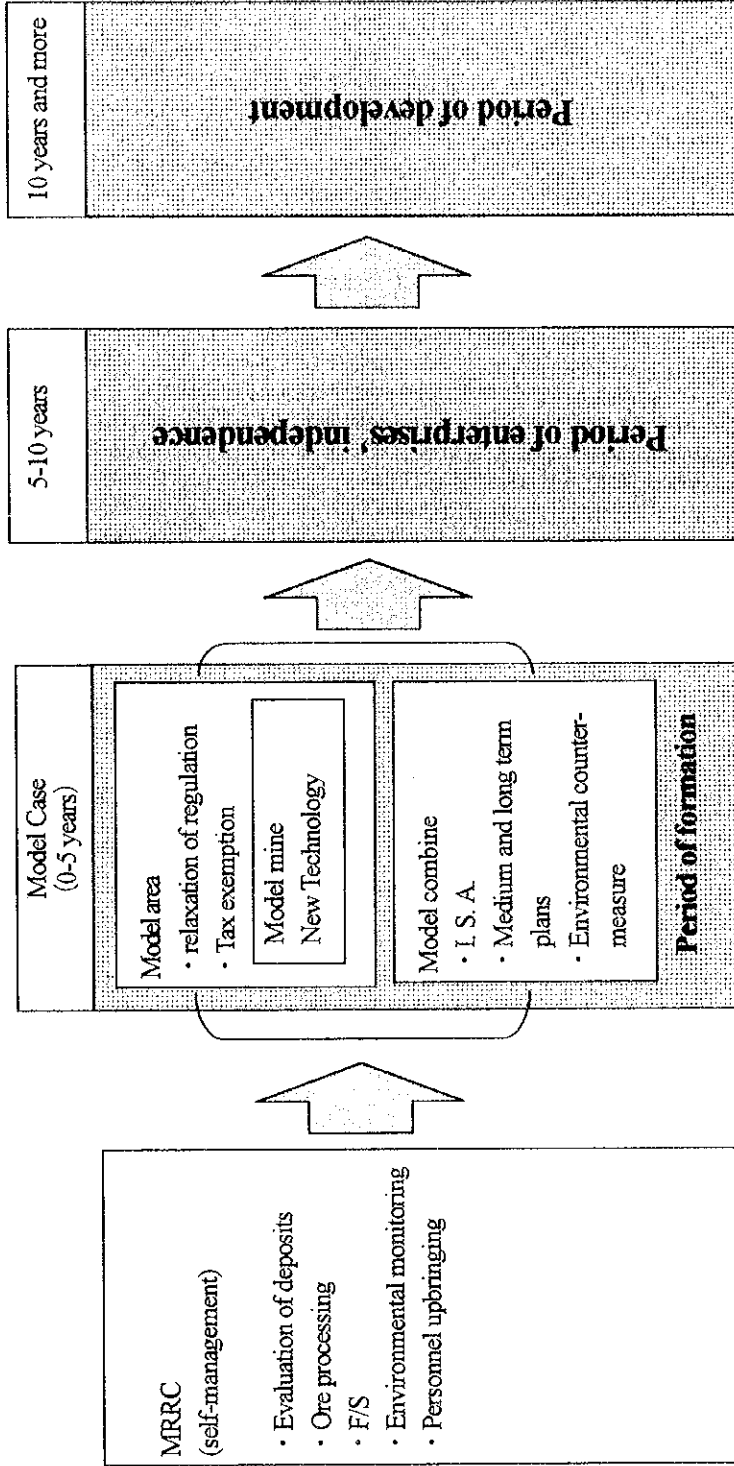 MRRC
(self-management)
· Evaluation of deposits
· Ore processing
· F/S
· Environmental monitoring
· Personnel upbringing
Model Case
(0-5 years)
Model area
· relaxation of regulation
· Tax exemption
Model mine
New Technology
Model combine
· I. S. A.
· Medium and long term
plans
· Environmental counter-
measure
Period of formation
5-10 years
Period of enterprises' independence
10 years and more
Period of development